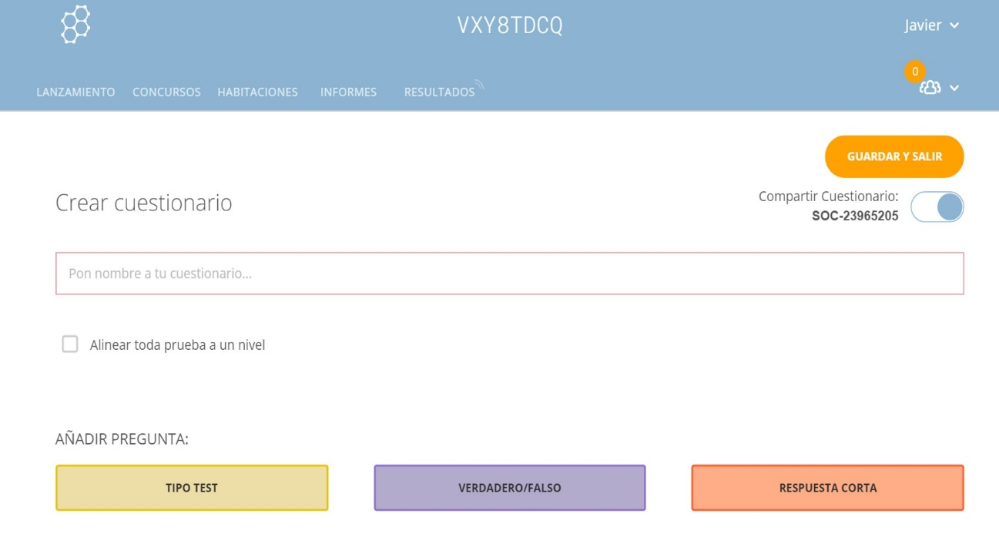 VXY8TDCQ
Javier
0
LANZAMIENTO CONCURSOS HABITACIONES INFORMES RESULTADOS
GUARDAR Y SALIR
Crear cuestionario
Compartir Cuestionario:
SOC-23965205
Pon nombre a tu cuestionario...
Alinear toda prueba a un nivel
AÑADIR PREGUNTA:
TIPO TEST VERDADERO/FALSO RESPUESTA CORTA